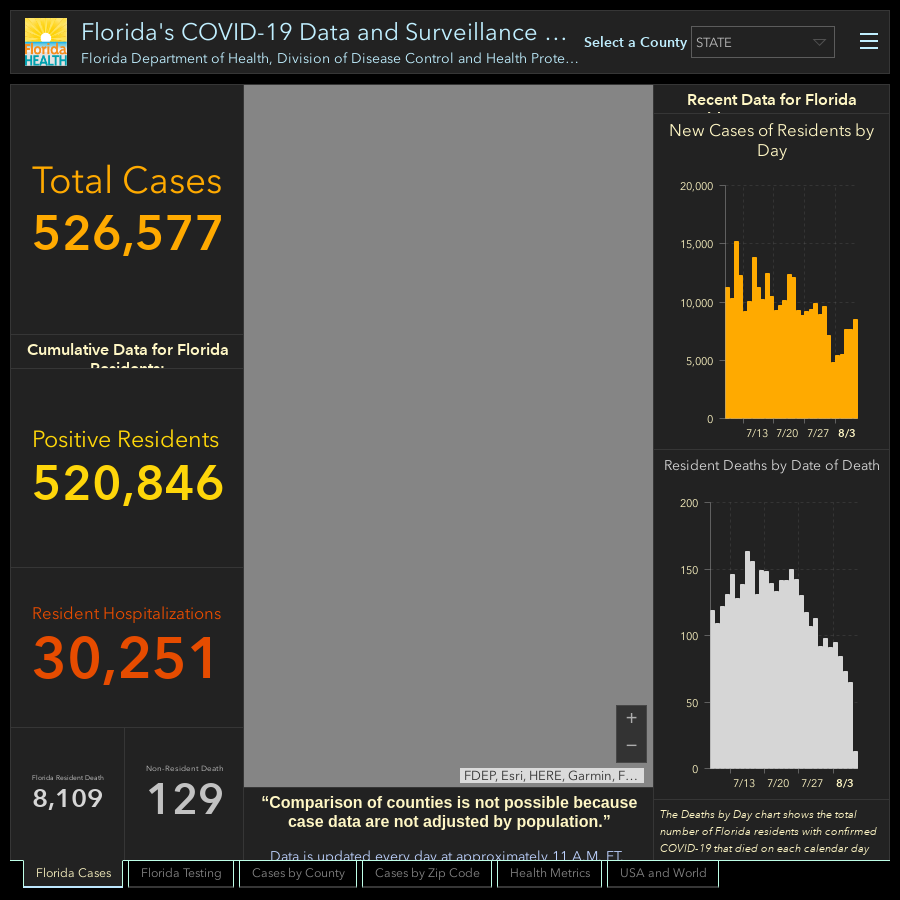 Florida HEALTH
Florida's COVID-19 Data and Surveillance ...
Florida Department of Health, Division of Disease Control and Health Prote...
Select a County
STATE
Total Cases
526,577
Cumulative Data for Florida
Residents:
Positive Residents
520,846
Resident Hospitalizations
30,251
Florida Resident Death
8,109
Non-Resident Death
129
+
−
FDEP, Esri, HERE, Garmin, F...
“Comparison of counties is not possible because
case data are not adjusted by population.”
Data is updated every day at approximately 11 A.M. ET.
Recent Data for Florida
New Cases of Residents by
Day
20,000
15,000
10,000
5,000
0
7/13 7/20 7/27 8/3
Resident Deaths by Date of Death
200
150
100
50
0
7/13 7/20 7/27 8/3
The Deaths by Day chart shows the total
number of Florida residents with confirmed
COVID-19 that died on each calendar day
Florida Cases
Florida Testing
Cases by County
Cases by Zip Code
Health Metrics
USA and World